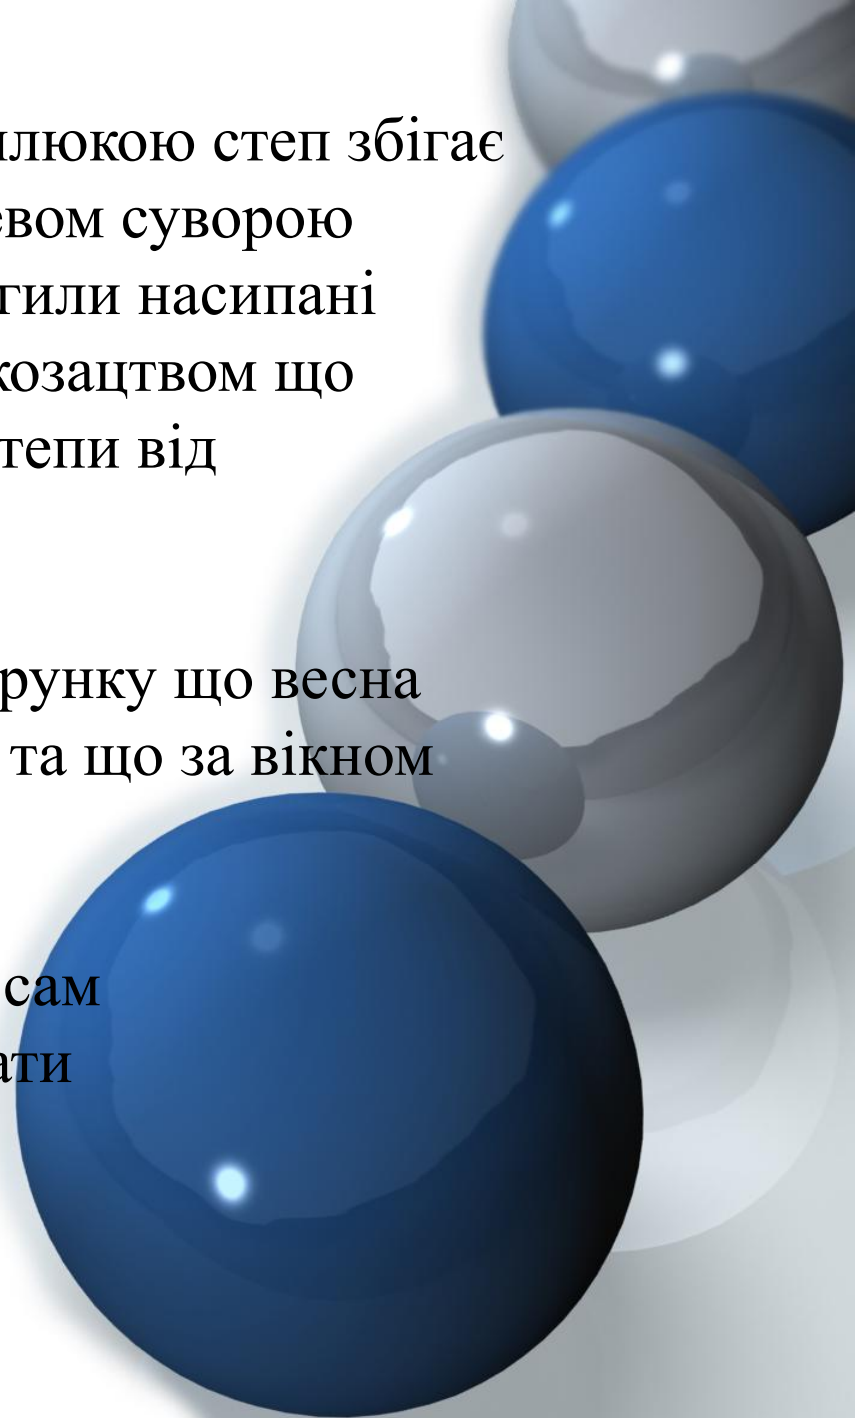 илюкою степ збігає
евом суворою
гили насипані
козацтвом що
тепи від
рунку що весна
та що за вікном
сам
ати